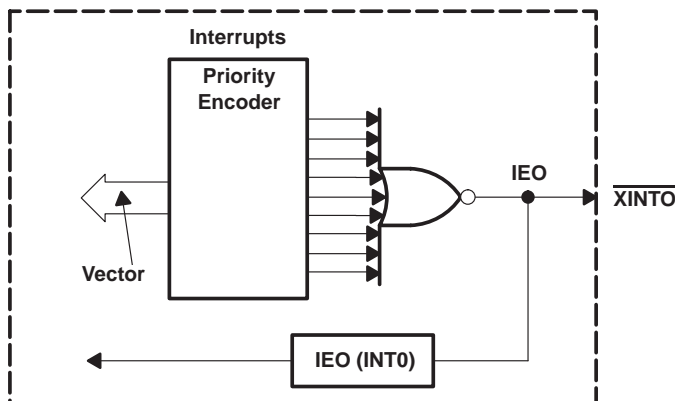 Interrupts
Priority
Encoder
IEO
XINTO
Vector
IEO (INT0)